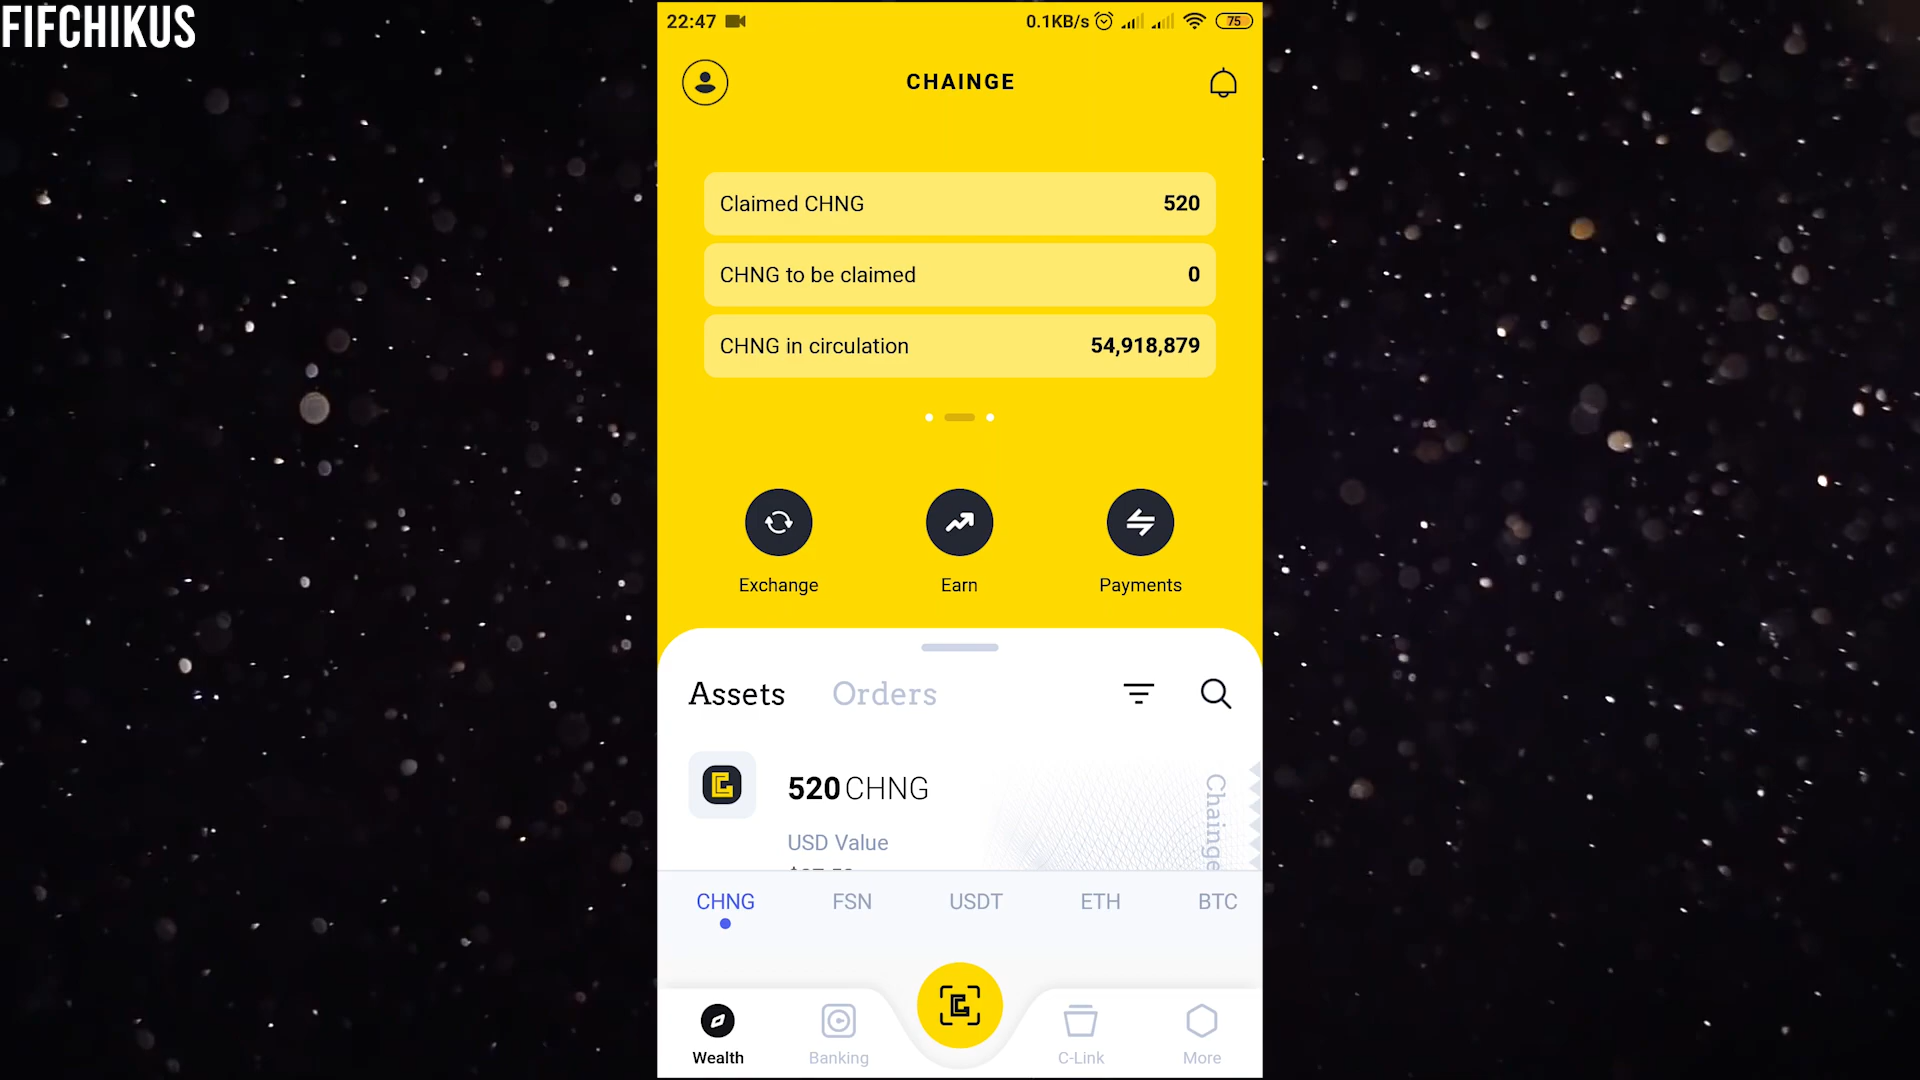 FIFCHIKUS
22:47 0.1KB/s 75
CHAINGE
Claimed CHNG 520
CHNG to be claimed 0
CHNG in circulation 54,918,879
Exchange Earn Payments
Assets Orders
520 CHNG
Chainge
USD Value
CHNG FSN USDT ETH BTC
Wealth Banking C-Link More